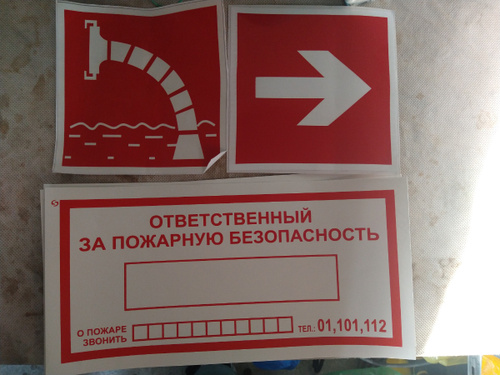 ОТВЕТСТВЕННЫЙ
ЗА ПОЖАРНУЮ БЕЗОПАСНОСТЬ
О ПОЖАРЕ
ЗВОНИТЬ
ТЕЛ.: 01,101,112